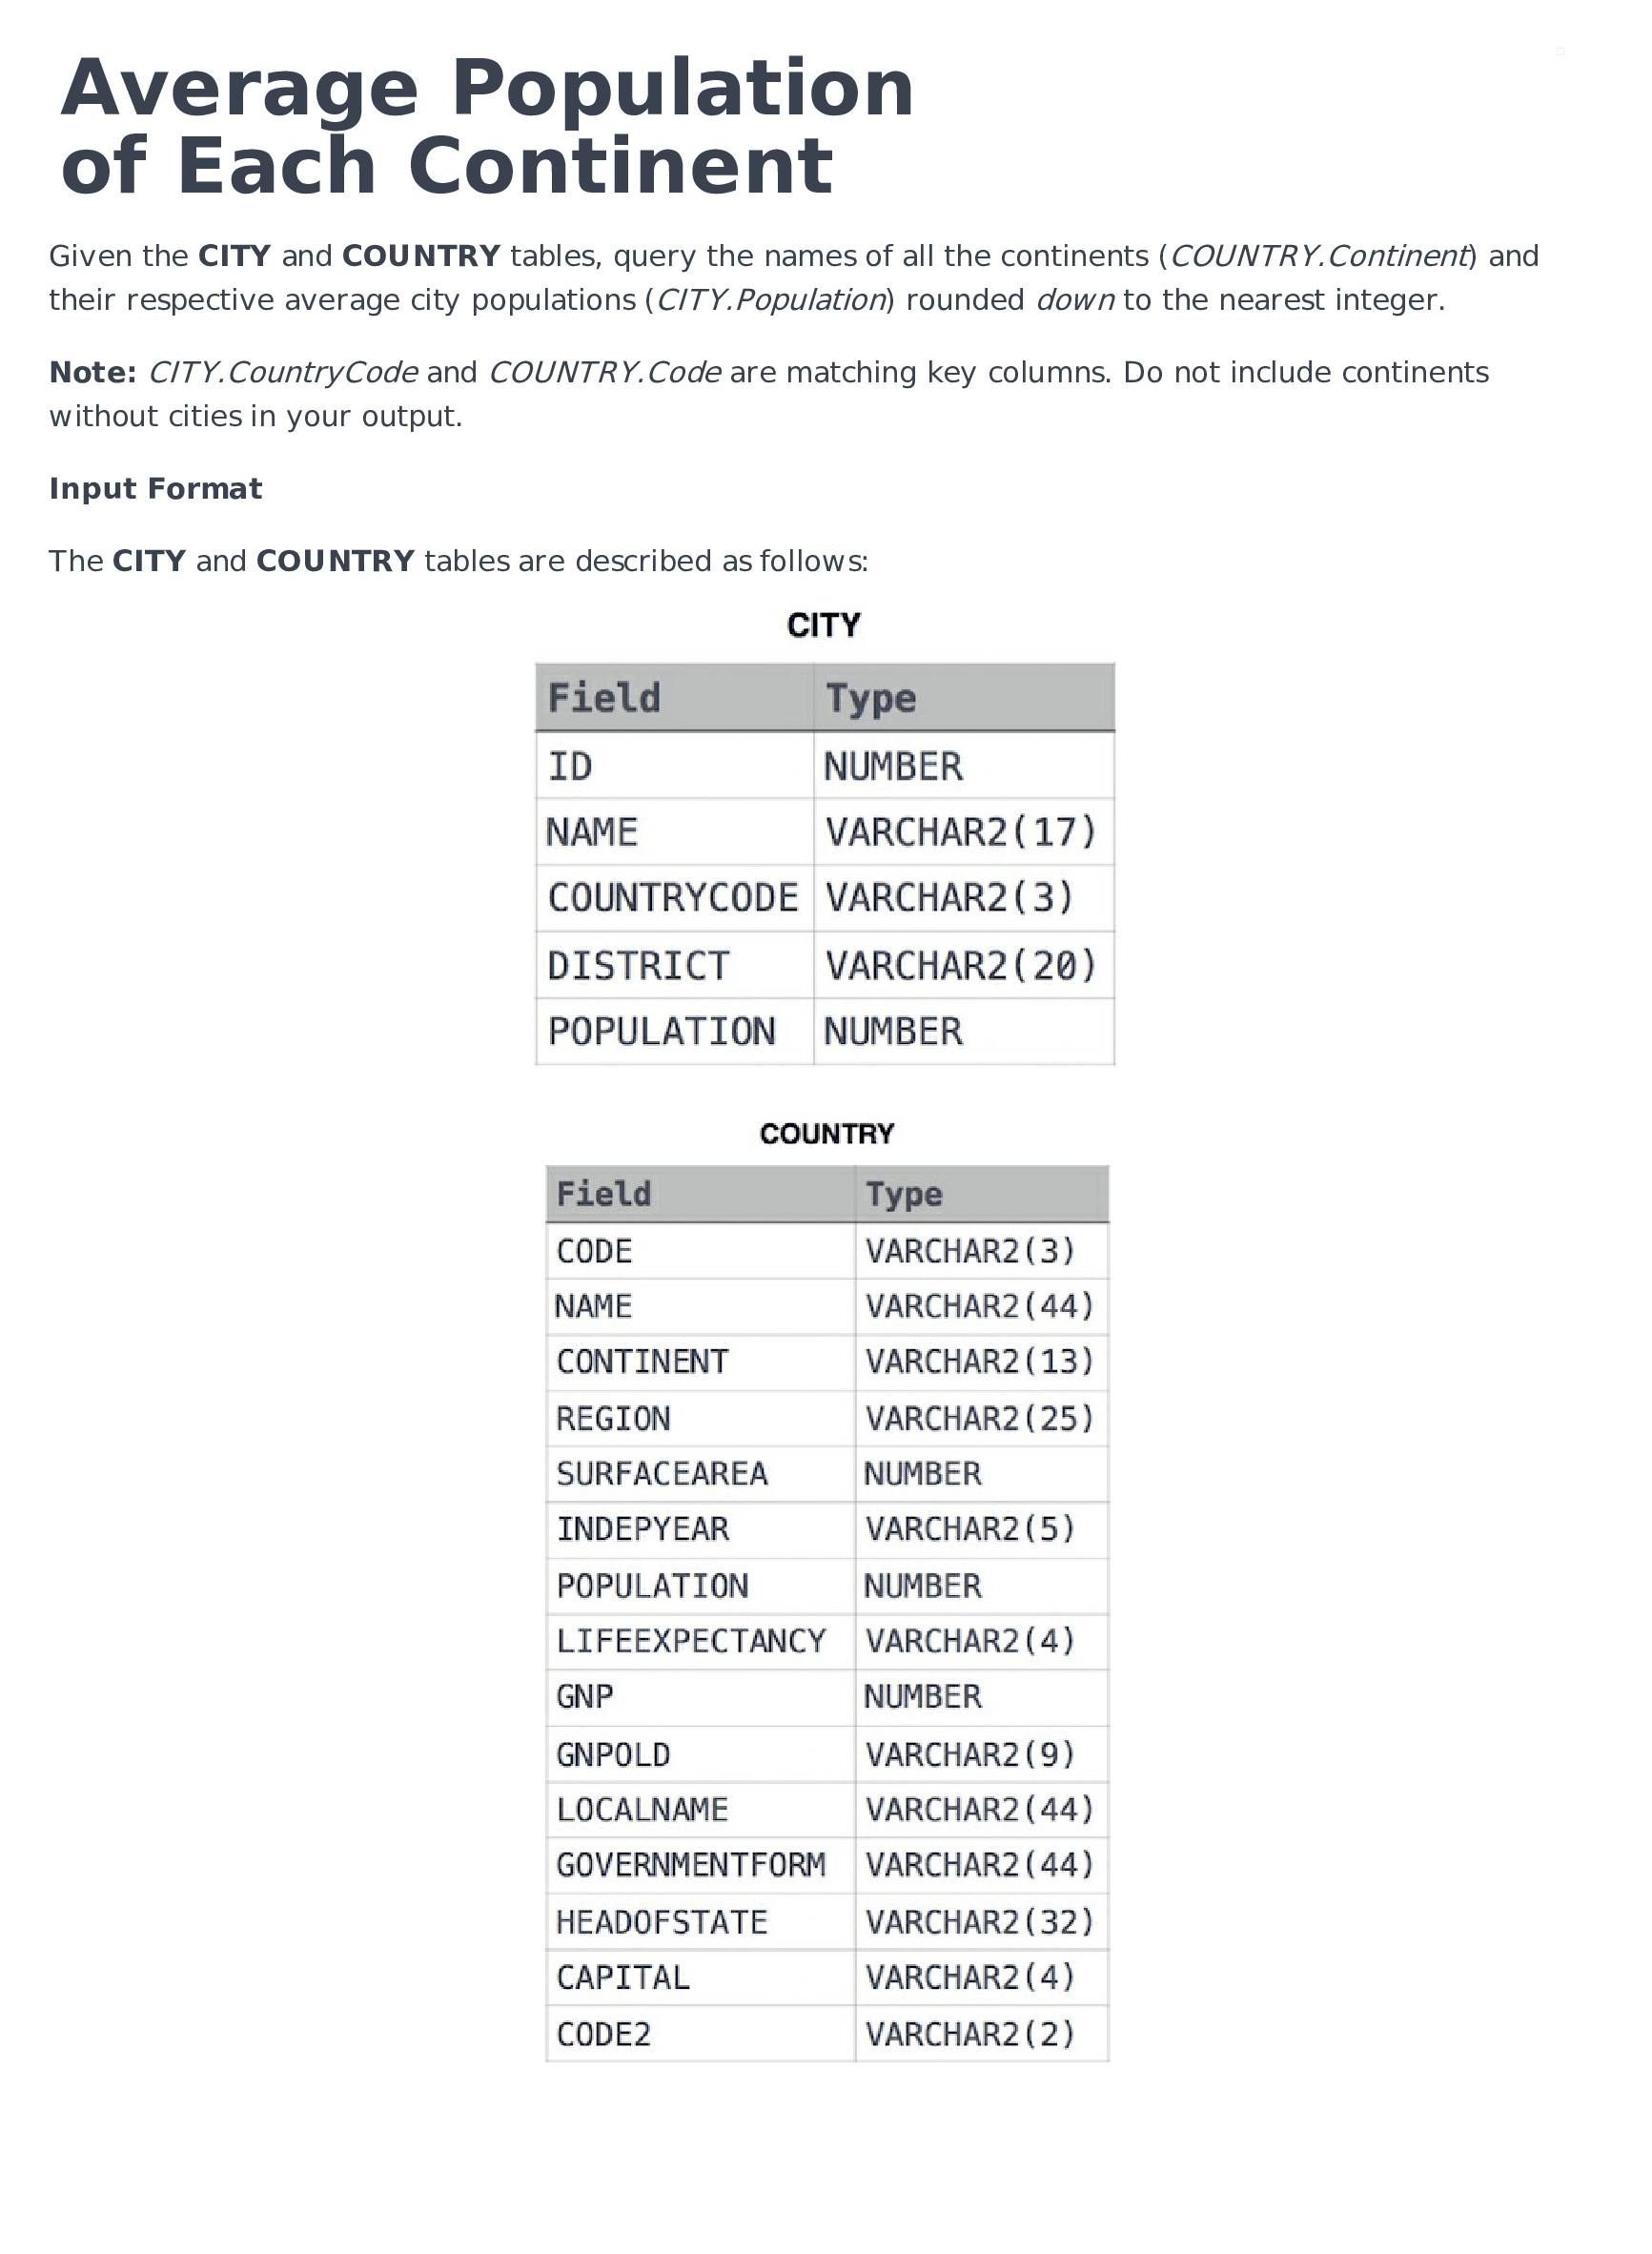 Average Population
of Each Continent
Given the CITY and COUNTRY tables, query the names of all the continents (COUNTRY.Continent) and
their respective average city populations (CITY.Population) rounded down to the nearest integer.
Note: CITY.CountryCode and COUNTRY.Code are matching key columns. Do not include continents
without cities in your output.
Input Format
The CITY and COUNTRY tables are described as follows:
CITY
Field Type
ID NUMBER
NAME VARCHAR2(17)
COUNTRYCODE VARCHAR2(3)
DISTRICT VARCHAR2(20)
POPULATION NUMBER
COUNTRY
Field Type
CODE VARCHAR2(3)
NAME VARCHAR2(44)
CONTINENT VARCHAR2(13)
REGION VARCHAR2(25)
SURFACEAREA NUMBER
INDEPYEAR VARCHAR2(5)
POPULATION NUMBER
LIFEEXPECTANCY VARCHAR2(4)
GNP NUMBER
GNPOLD VARCHAR2(9)
LOCALNAME VARCHAR2(44)
GOVERNMENTFORM VARCHAR2(44)
HEADOFSTATE VARCHAR2(32)
CAPITAL VARCHAR2(4)
CODE2 VARCHAR2(2)